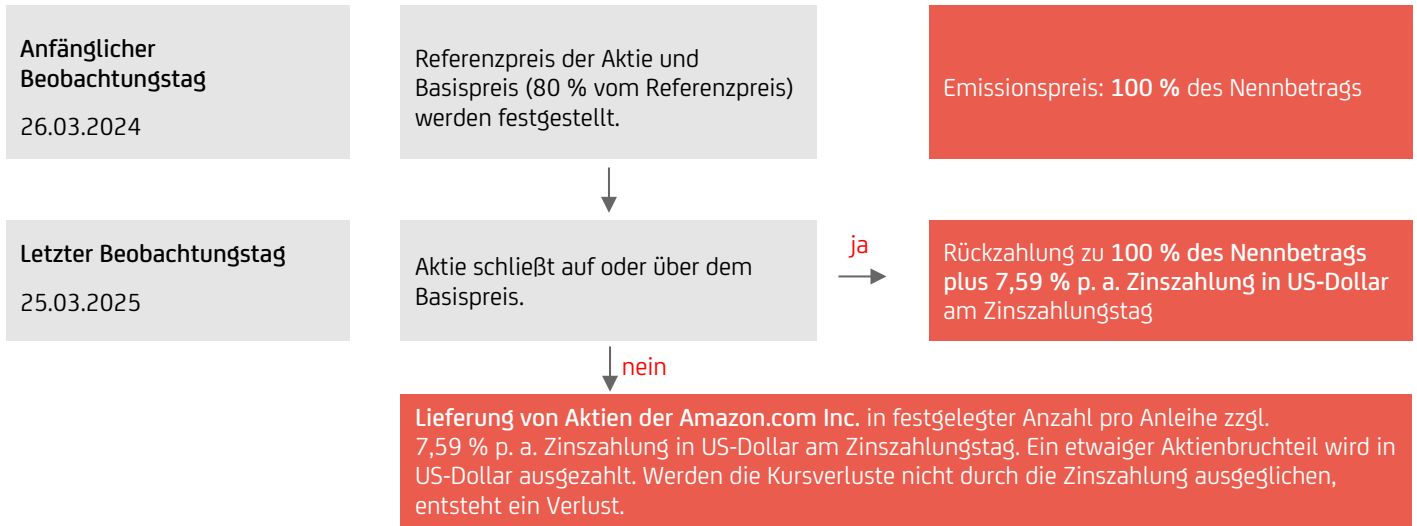 Anfänglicher
Beobachtungstag
26.03.2024
Referenzpreis der Aktie und
Basispreis (80 % vom Referenzpreis)
werden festgestellt.
Emissionspreis: 100 % des Nennbetrags
Letzter Beobachtungstag
25.03.2025
Aktie schließt auf oder über dem
Basispreis.
ja
Rückzahlung zu 100 % des Nennbetrags
plus 7,59 % p. a. Zinszahlung in US-Dollar
am Zinszahlungstag
nein
Lieferung von Aktien der Amazon.com Inc. in festgelegter Anzahl pro Anleihe zzgl.
7,59 % p. a. Zinszahlung in US-Dollar am Zinszahlungstag. Ein etwaiger Aktienbruchteil wird in
US-Dollar ausgezahlt. Werden die Kursverluste nicht durch die Zinszahlung ausgeglichen,
entsteht ein Verlust.